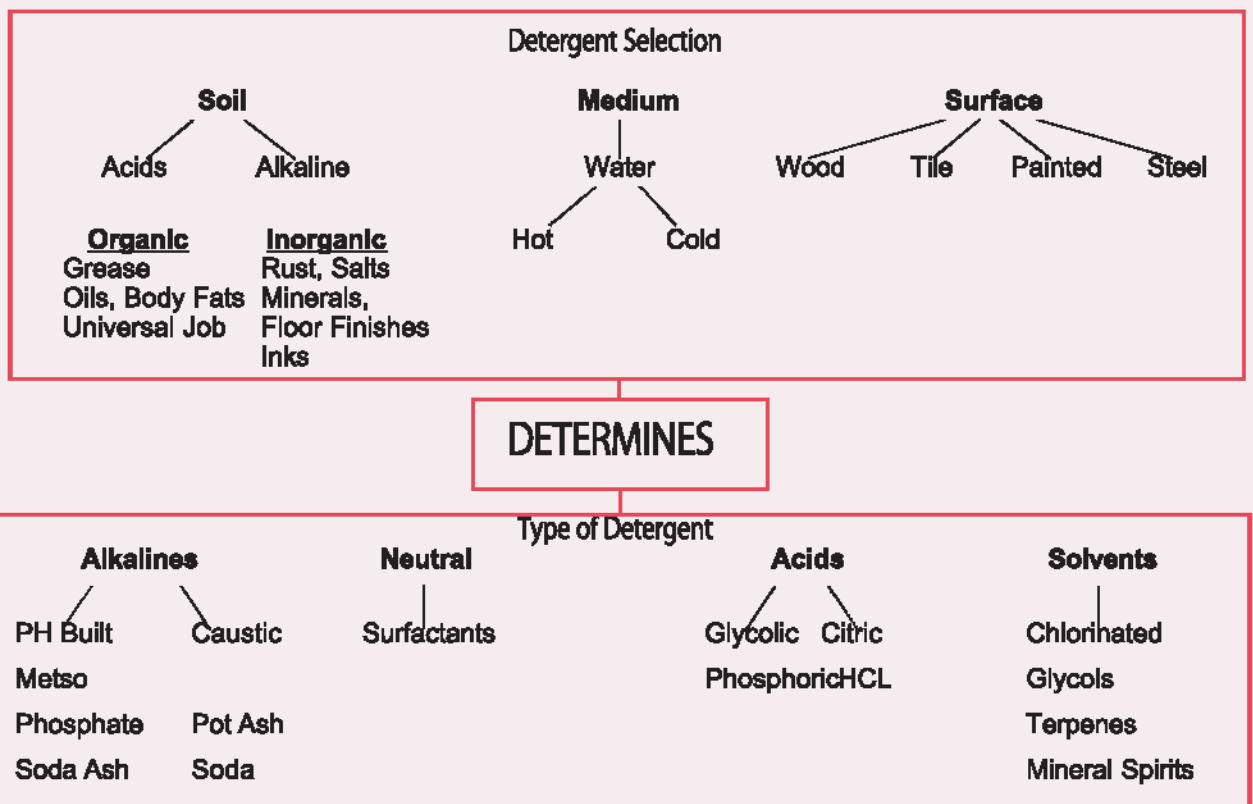 Detergent Selection
Soil Medium Surface
Acids Alkaline Water Wood Tile Painted Steel
Organic Inorganic Hot Cold
Grease Rust, Salts
Oils, Body Fats Minerals,
Universal Job Floor Finishes
Inks
DETERMINES
Type of Detergent
Alkalines Neutral Acids Solvents
PH Built Caustic Surfactants Glycolic Citric Chlorinated
Metso PhosphoricHCL Glycols
Phosphate Pot Ash Terpenes
Soda Ash Soda Mineral Spirits